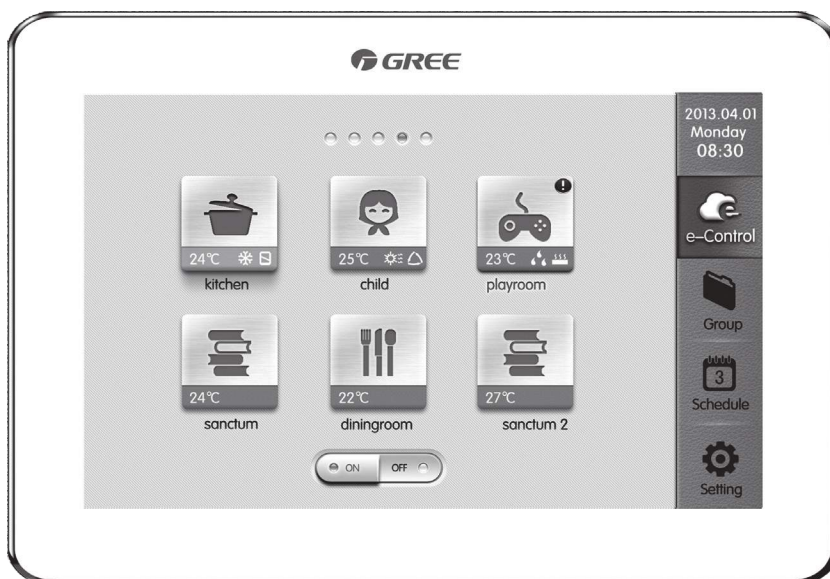 GREE
2013.04.01
Monday
08:30
24℃
25℃
23℃
kitchen
child
playroom
24℃
22℃
27℃
sanctum
diningroom
sanctum 2
ON
OFF
e-Control
Group
3
Schedule
Setting